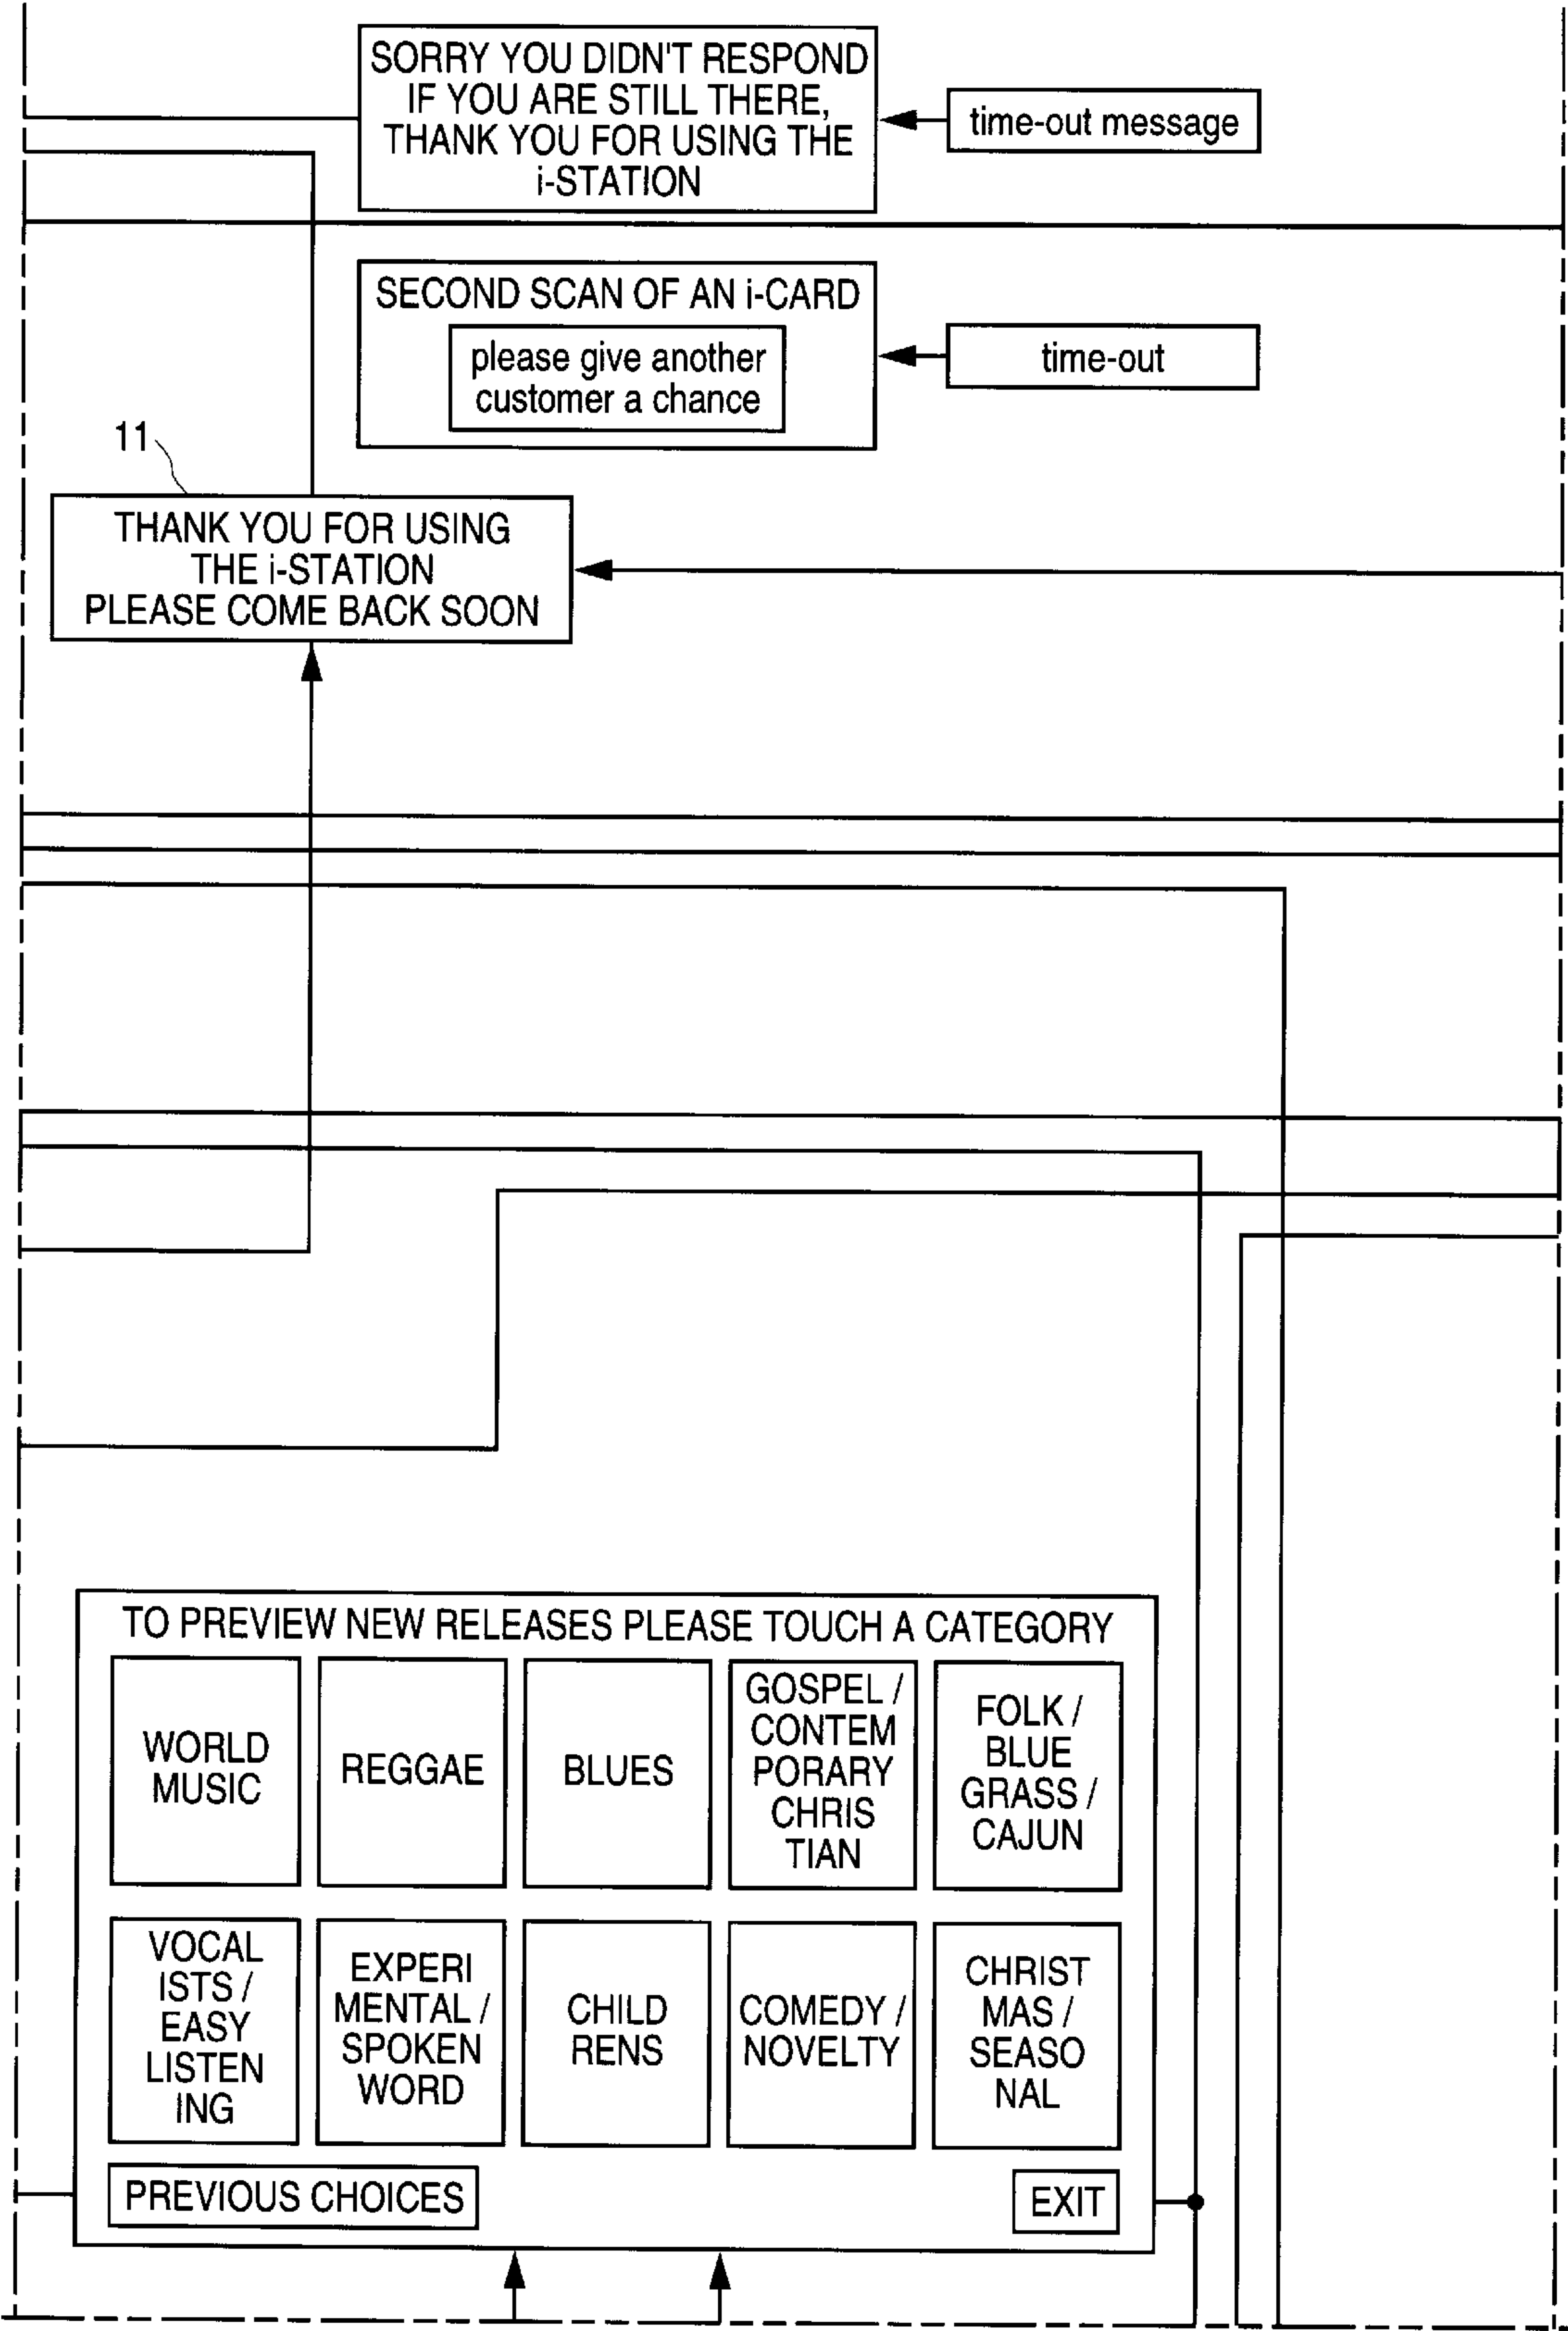 SORRY YOU DIDN'T RESPOND
IF YOU ARE STILL THERE,
THANK YOU FOR USING THE
i-STATION
time-out message
SECOND SCAN OF AN i-CARD
please give another
customer a chance
time-out
11
THANK YOU FOR USING
THE i-STATION
PLEASE COME BACK SOON
TO PREVIEW NEW RELEASES PLEASE TOUCH A CATEGORY
WORLD
MUSIC
REGGAE
BLUES
GOSPEL /
CONTEM
PORARY
CHRIS
TIAN
FOLK /
BLUE
GRASS /
CAJUN
VOCAL
ISTS /
EASY
LISTEN
ING
EXPERI
MENTAL /
SPOKEN
WORD
CHILD
RENS
COMEDY /
NOVELTY
CHRIST
MAS /
SEASO
NAL
PREVIOUS CHOICES
EXIT